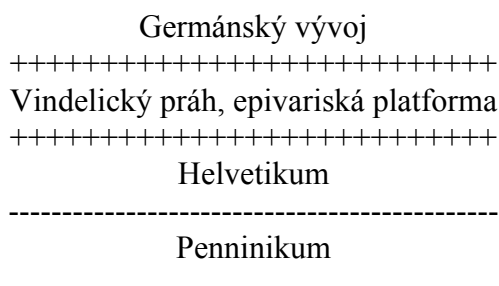 Germánský vývoj
++++++++++++++++++++++++++
Vindelický práh, epivariská platforma
++++++++++++++++++++++++++
Helvetikum
-----------------------------------------------
Penninikum